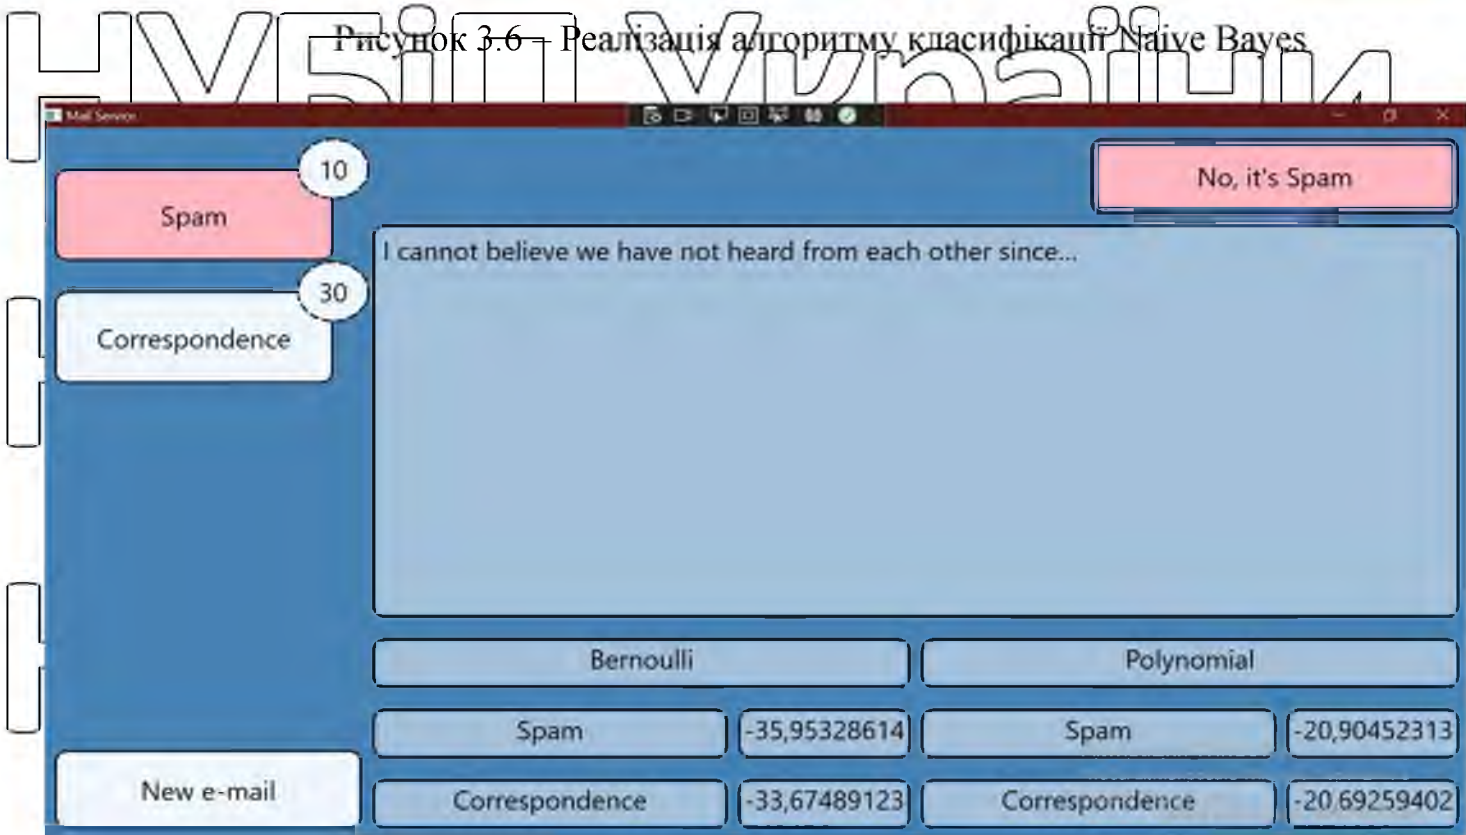 НУБіП України
Рисунок 3.6 – Реалізація алгоритму класифікації Naive Bayes
Mail Service
10
Spam
30
Correspondence
New e-mail
No, it's Spam
I cannot believe we have not heard from each other since...
Bernoulli
Polynomial
Spam -35,95328614 Spam -20,90452313
Correspondence -33,67489123 Correspondence -20,69259402